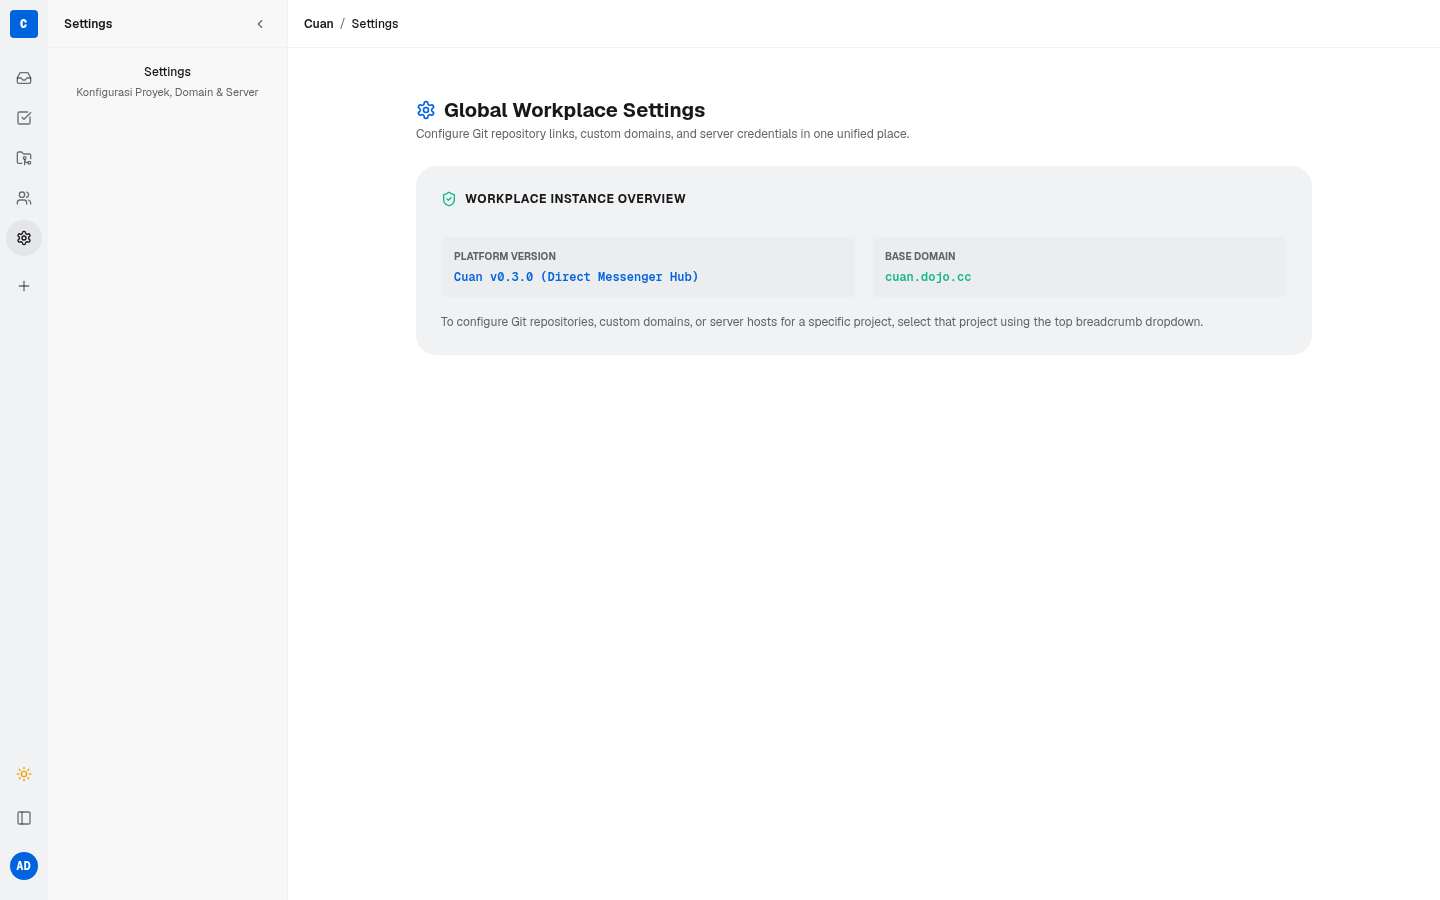 C
Settings
Cuan / Settings
Settings
Konfigurasi Proyek, Domain & Server
Global Workplace Settings
Configure Git repository links, custom domains, and server credentials in one unified place.
WORKPLACE INSTANCE OVERVIEW
PLATFORM VERSION
Cuan v0.3.0 (Direct Messenger Hub)
BASE DOMAIN
cuan.dojo.cc
To configure Git repositories, custom domains, or server hosts for a specific project, select that project using the top breadcrumb dropdown.
AD